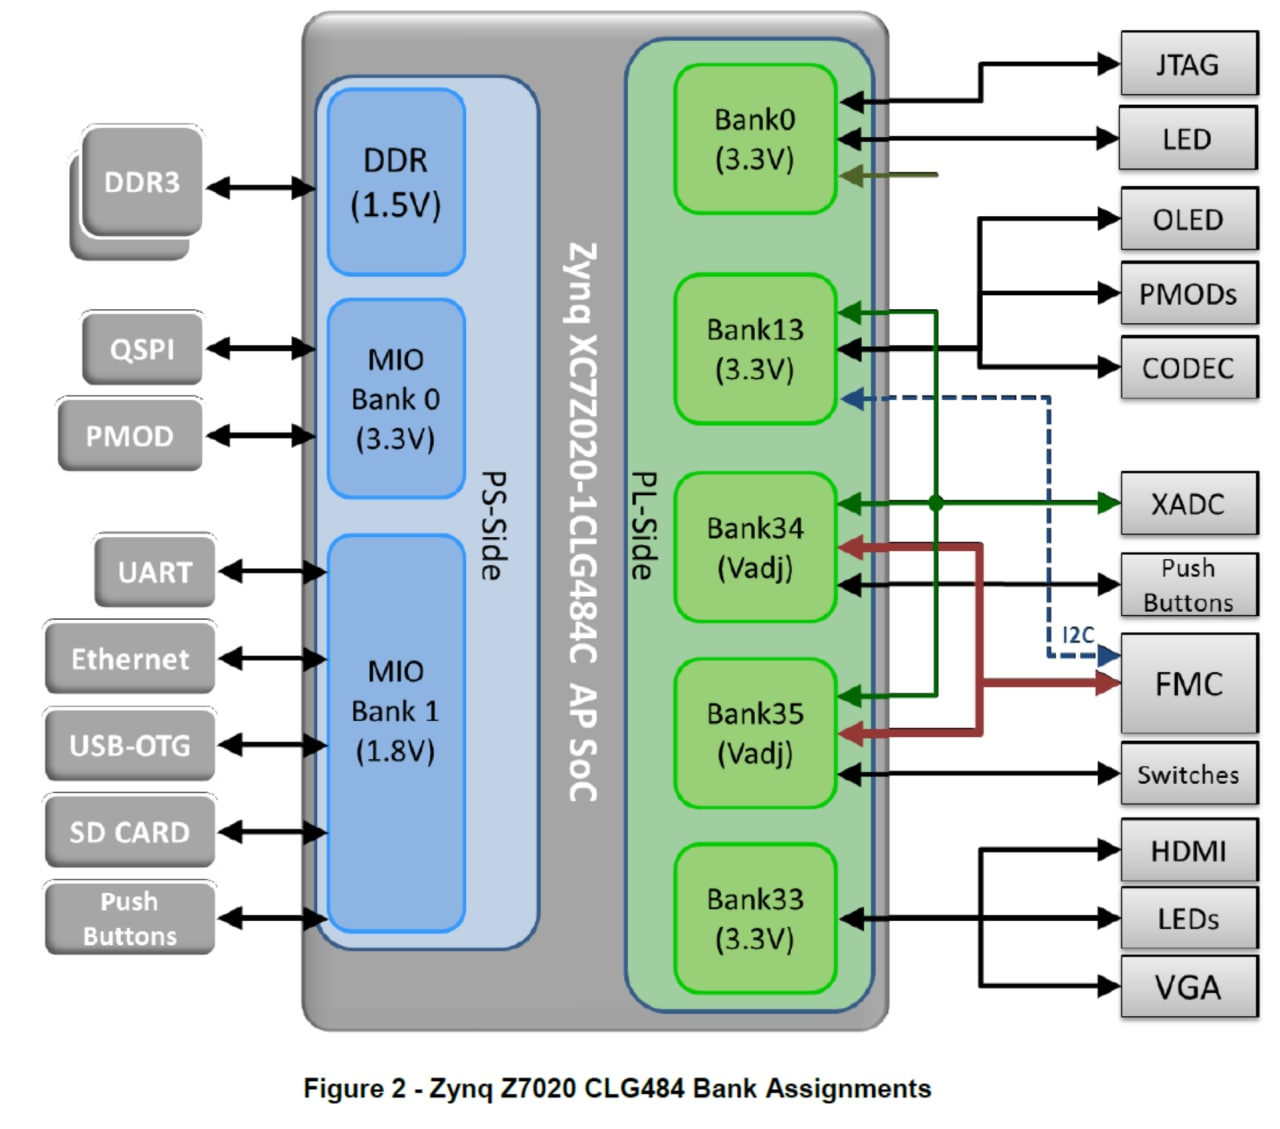 DDR3
QSPI
PMOD
UART
Ethernet
USB-OTG
SD CARD
Push
Buttons
DDR
(1.5V)
MIO
Bank 0
(3.3V)
MIO
Bank 1
(1.8V)
PS-Side
Zynq XC7Z020-1CLG484C AP SoC
PL-Side
Bank0
(3.3V)
Bank13
(3.3V)
Bank34
(Vadj)
Bank35
(Vadj)
Bank33
(3.3V)
JTAG
LED
OLED
PMODs
CODEC
XADC
Push
Buttons
I2C
FMC
Switches
HDMI
LEDs
VGA
Figure 2 - Zynq Z7020 CLG484 Bank Assignments